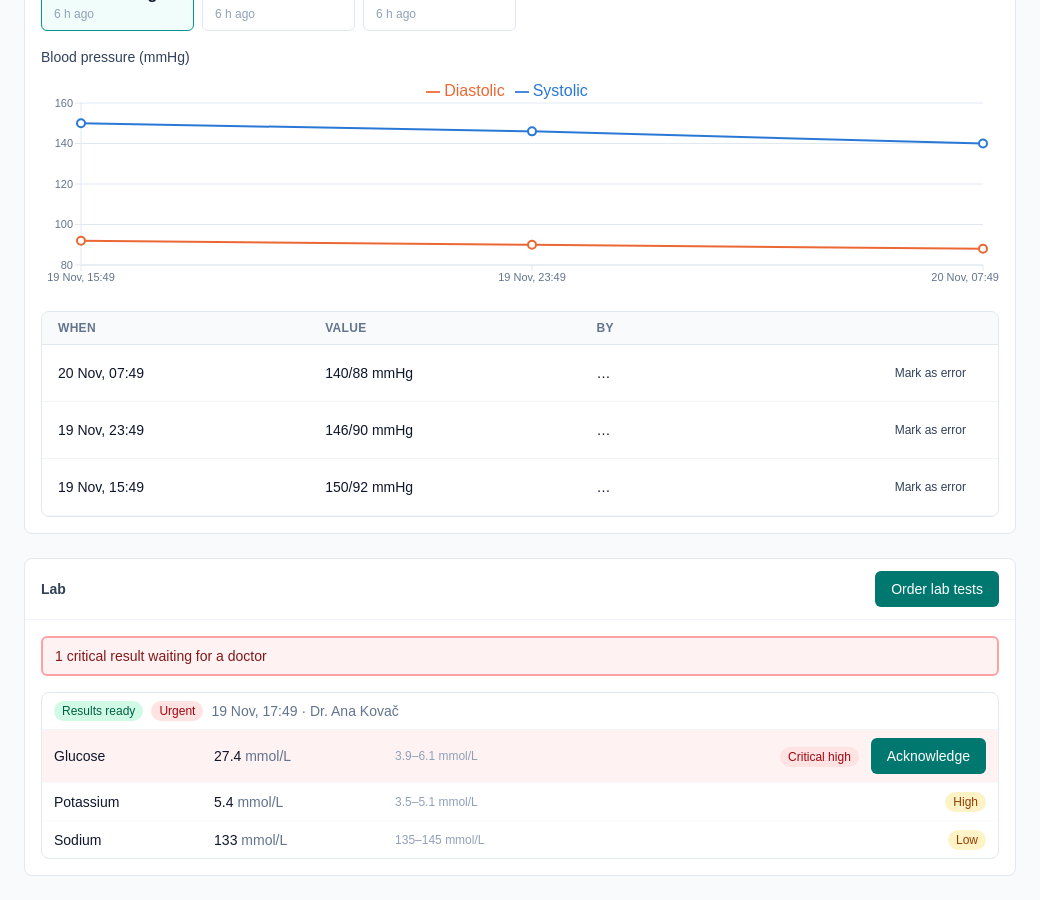 6 h ago
6 h ago
6 h ago
Blood pressure (mmHg)
Diastolic Systolic
160
140
120
100
80
19 Nov, 15:49 19 Nov, 23:49 20 Nov, 07:49
WHEN VALUE BY
20 Nov, 07:49 140/88 mmHg ... Mark as error
19 Nov, 23:49 146/90 mmHg ... Mark as error
19 Nov, 15:49 150/92 mmHg ... Mark as error
Lab Order lab tests
1 critical result waiting for a doctor
Results ready Urgent 19 Nov, 17:49 · Dr. Ana Kovač
Glucose 27.4 mmol/L 3.9–6.1 mmol/L Critical high Acknowledge
Potassium 5.4 mmol/L 3.5–5.1 mmol/L High
Sodium 133 mmol/L 135–145 mmol/L Low